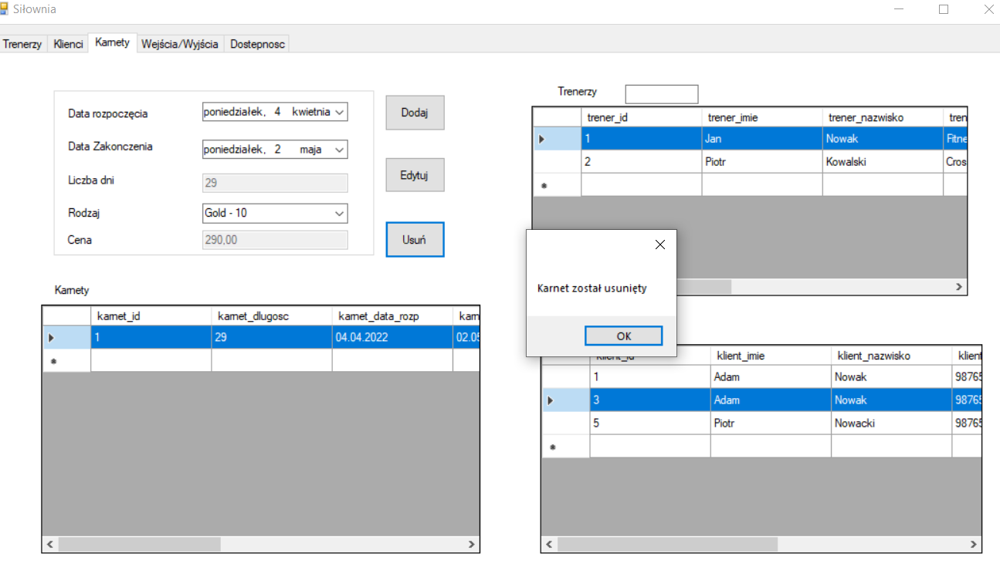 Siłownia
Trenerzy Klienci Karnety Wejścia/Wyjścia Dostepnosc
Data rozpoczęcia poniedziałek, 4 kwietnia
Data Zakonczenia poniedziałek, 2 maja
Liczba dni 29
Rodzaj Gold - 10
Cena 290,00
Dodaj
Edytuj
Usuń
Trenerzy
trener_id trener_imie trener_nazwisko tren
1 Jan Nowak Fitne
2 Piotr Kowalski Cros
Karnet został usunięty
OK
Karnety
karnet_id karnet_dlugosc karnet_data_rozp karn
1 29 04.04.2022 02.05
klient_id klient_imie klient_nazwisko klient
1 Adam Nowak 98765
3 Adam Nowak 98765
5 Piotr Nowacki 98765